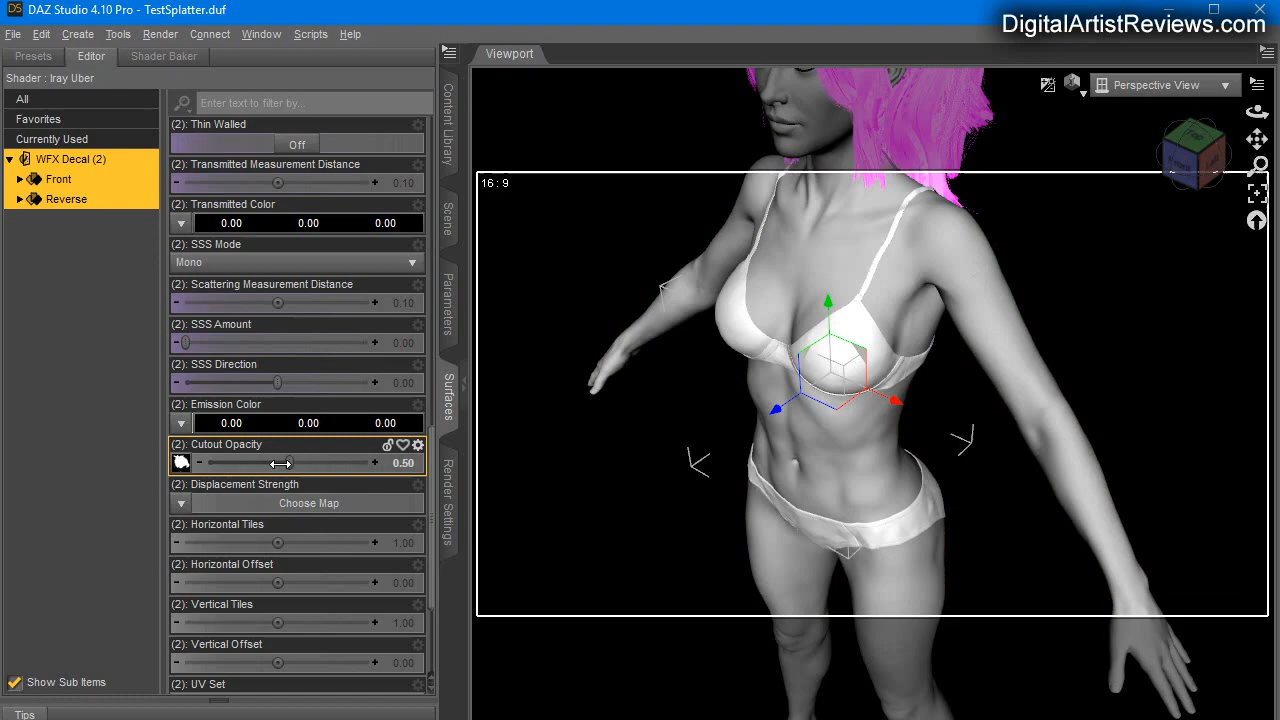 DAZ Studio 4.10 Pro - TestSplatter.duf
DigitalArtistReviews.com
File Edit Create Tools Render Connect Window Scripts Help
Presets Editor Shader Baker
Viewport
Shader : Iray Uber
All
Favorites
Currently Used
WFX Decal (2)
Front
Reverse
Show Sub Items
Tips
Enter text to filter by...
(2): Thin Walled
Off
(2): Transmitted Measurement Distance
0.10
(2): Transmitted Color
0.00 0.00 0.00
(2): SSS Mode
Mono
(2): Scattering Measurement Distance
0.10
(2): SSS Amount
0.00
(2): SSS Direction
0.00
(2): Emission Color
0.00 0.00 0.00
(2): Cutout Opacity
0.50
(2): Displacement Strength
Choose Map
(2): Horizontal Tiles
1.00
(2): Horizontal Offset
0.00
(2): Vertical Tiles
1.00
(2): Vertical Offset
0.00
(2): UV Set
Content Library
Scene
Parameters
Surfaces
Render Settings
Perspective View
Top
Front
Left
16 : 9